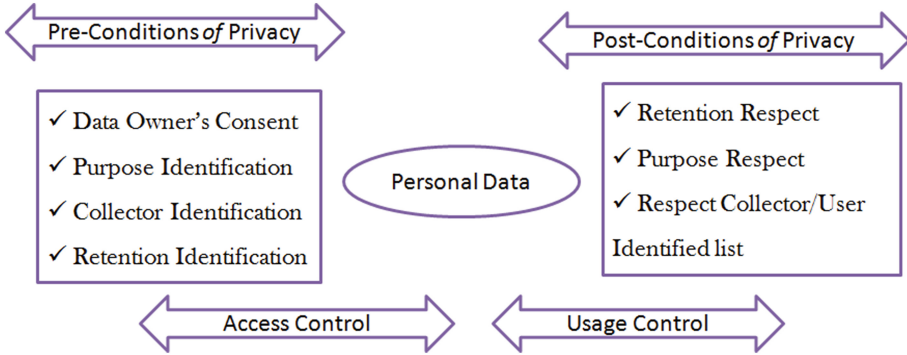 Pre-Conditions of Privacy
Post-Conditions of Privacy
✓ Data Owner's Consent
✓ Purpose Identification
✓ Collector Identification
✓ Retention Identification
Personal Data
✓ Retention Respect
✓ Purpose Respect
✓ Respect Collector/User
Identified list
Access Control
Usage Control